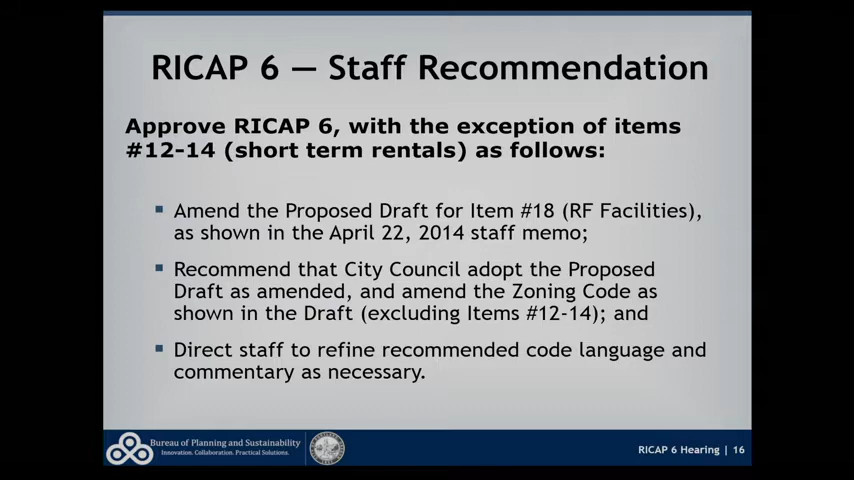 RICAP 6 — Staff Recommendation
Approve RICAP 6, with the exception of items
#12-14 (short term rentals) as follows:
Amend the Proposed Draft for Item #18 (RF Facilities),
as shown in the April 22, 2014 staff memo;
Recommend that City Council adopt the Proposed
Draft as amended, and amend the Zoning Code as
shown in the Draft (excluding Items #12-14); and
Direct staff to refine recommended code language and
commentary as necessary.
Bureau of Planning and Sustainability
Innovation. Collaboration. Practical Solutions.
RICAP 6 Hearing | 16